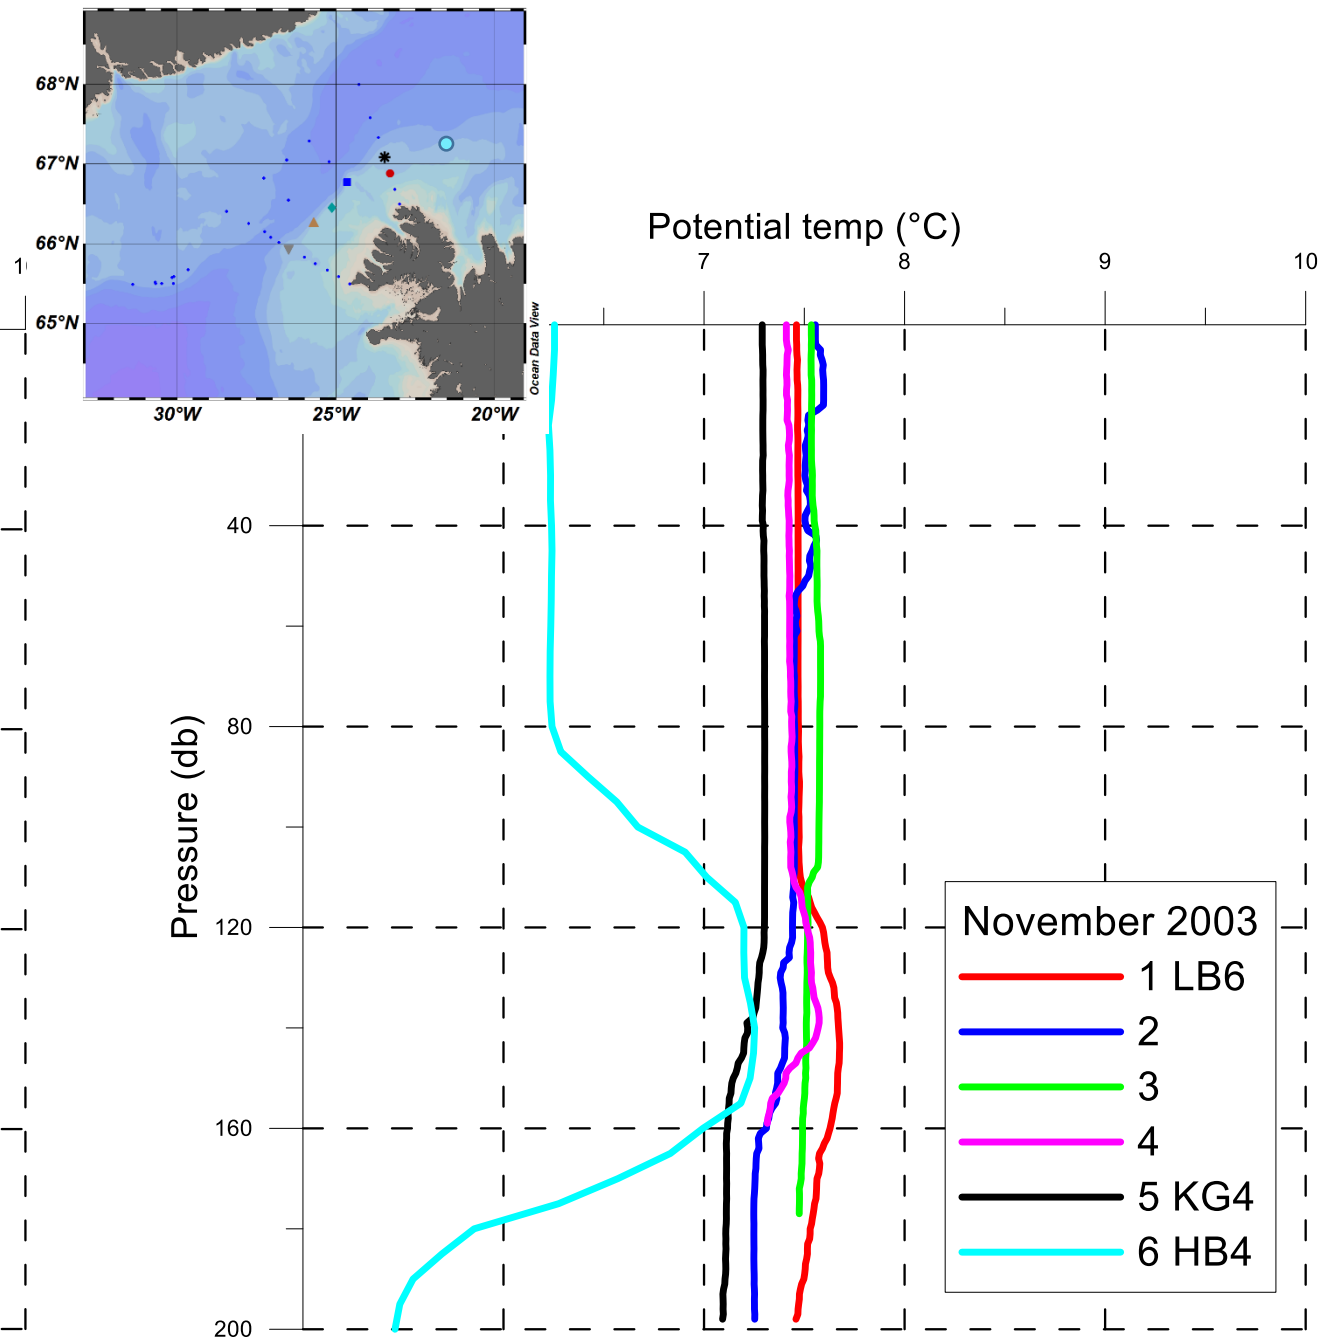 68°N
67°N
66°N
65°N
30°W
25°W
20°W
Ocean Data View
Potential temp (°C)
7
8
9
10
40
80
120
160
200
Pressure (db)
November 2003
1 LB6
2
3
4
5 KG4
6 HB4